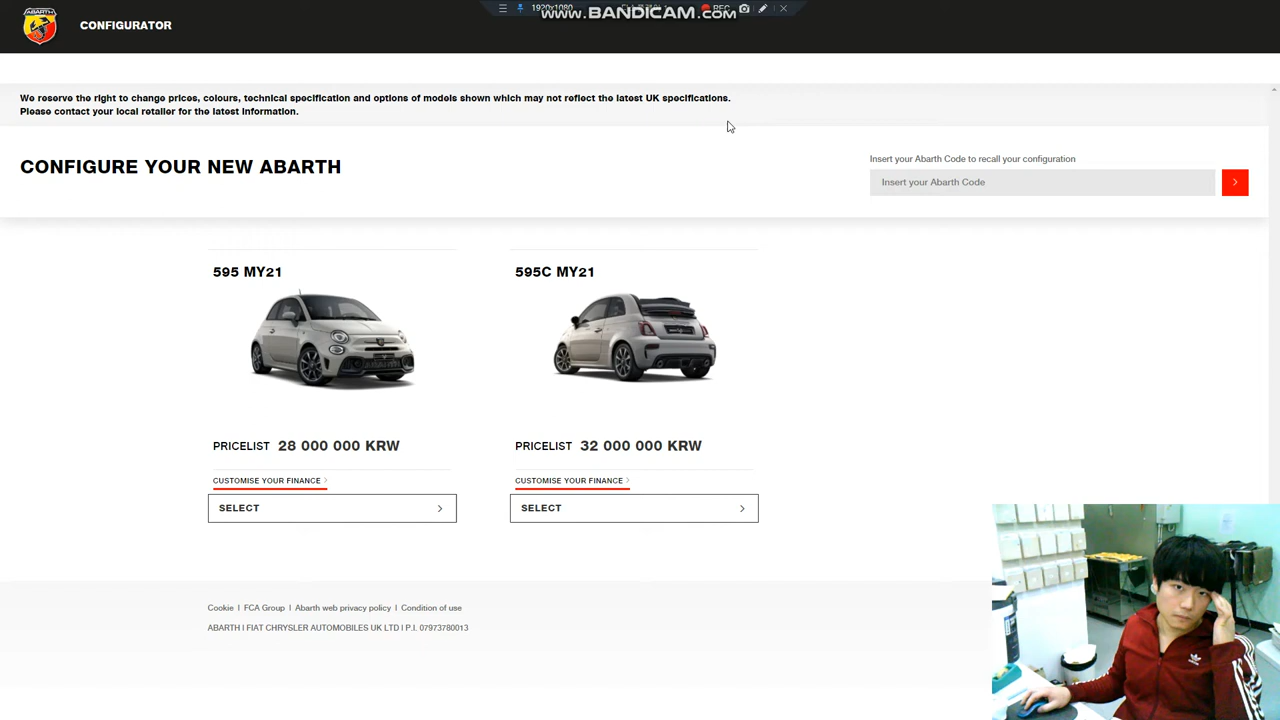 CONFIGURATOR
1920x1080
REC
www.BANDICAM.com
We reserve the right to change prices, colours, technical specification and options of models shown which may not reflect the latest UK specifications.
Please contact your local retailer for the latest information.
CONFIGURE YOUR NEW ABARTH
Insert your Abarth Code to recall your configuration
Insert your Abarth Code
595 MY21
595C MY21
PRICELIST 28 000 000 KRW
PRICELIST 32 000 000 KRW
CUSTOMISE YOUR FINANCE
CUSTOMISE YOUR FINANCE
SELECT
SELECT
Cookie I FCA Group I Abarth web privacy policy I Condition of use
ABARTH I FIAT CHRYSLER AUTOMOBILES UK LTD I P.I. 07973780013